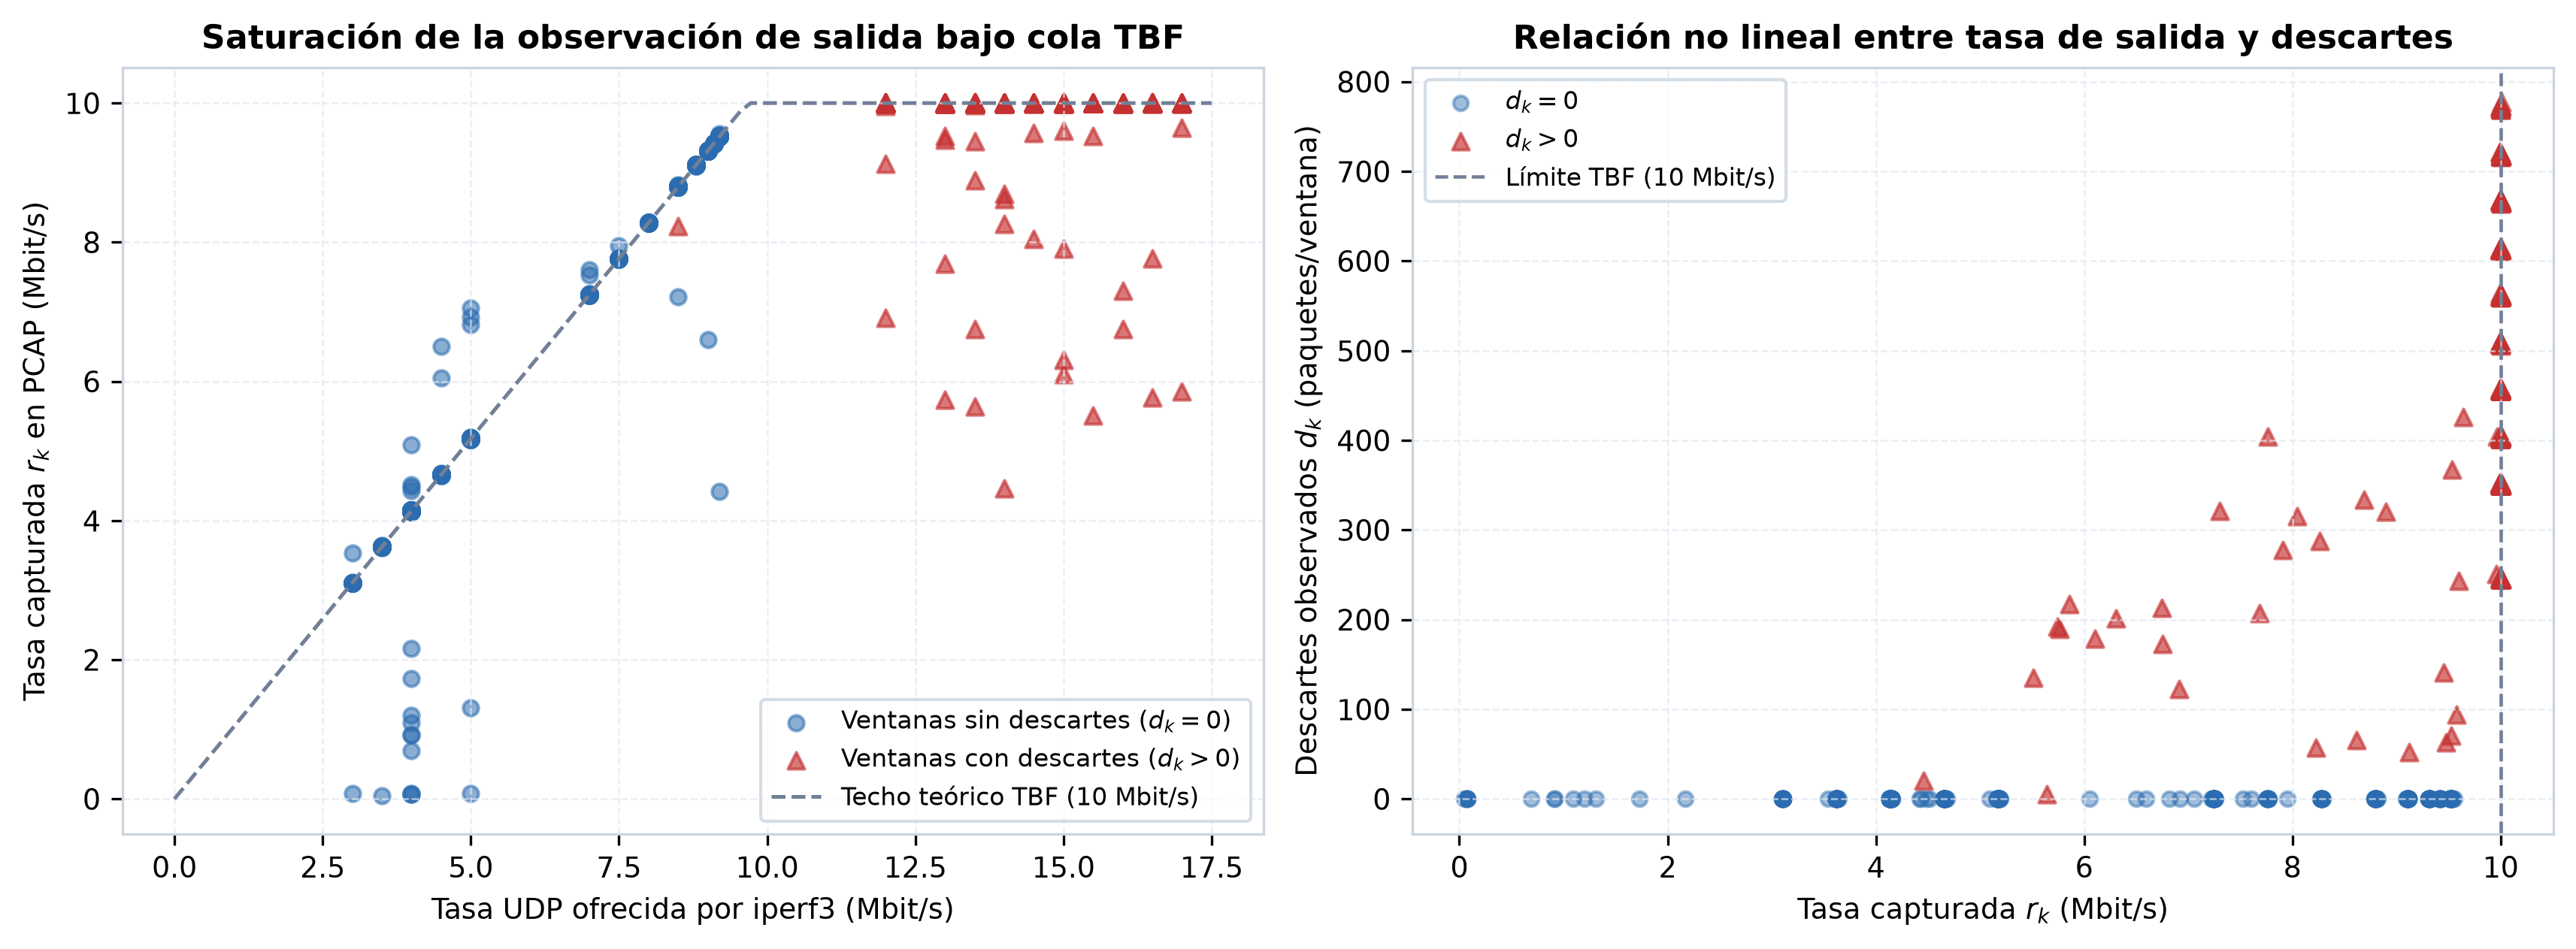 Saturación de la observación de salida bajo cola TBF
Tasa capturada r_k en PCAP (Mbit/s)
10
8
6
4
2
0
Ventanas sin descartes (d_k = 0)
Ventanas con descartes (d_k > 0)
Techo teórico TBF (10 Mbit/s)
0.0 2.5 5.0 7.5 10.0 12.5 15.0 17.5
Tasa UDP ofrecida por iperf3 (Mbit/s)
Relación no lineal entre tasa de salida y descartes
Descartes observados d_k (paquetes/ventana)
800
700
600
500
400
300
200
100
0
d_k = 0
d_k > 0
Límite TBF (10 Mbit/s)
0 2 4 6 8 10
Tasa capturada r_k (Mbit/s)